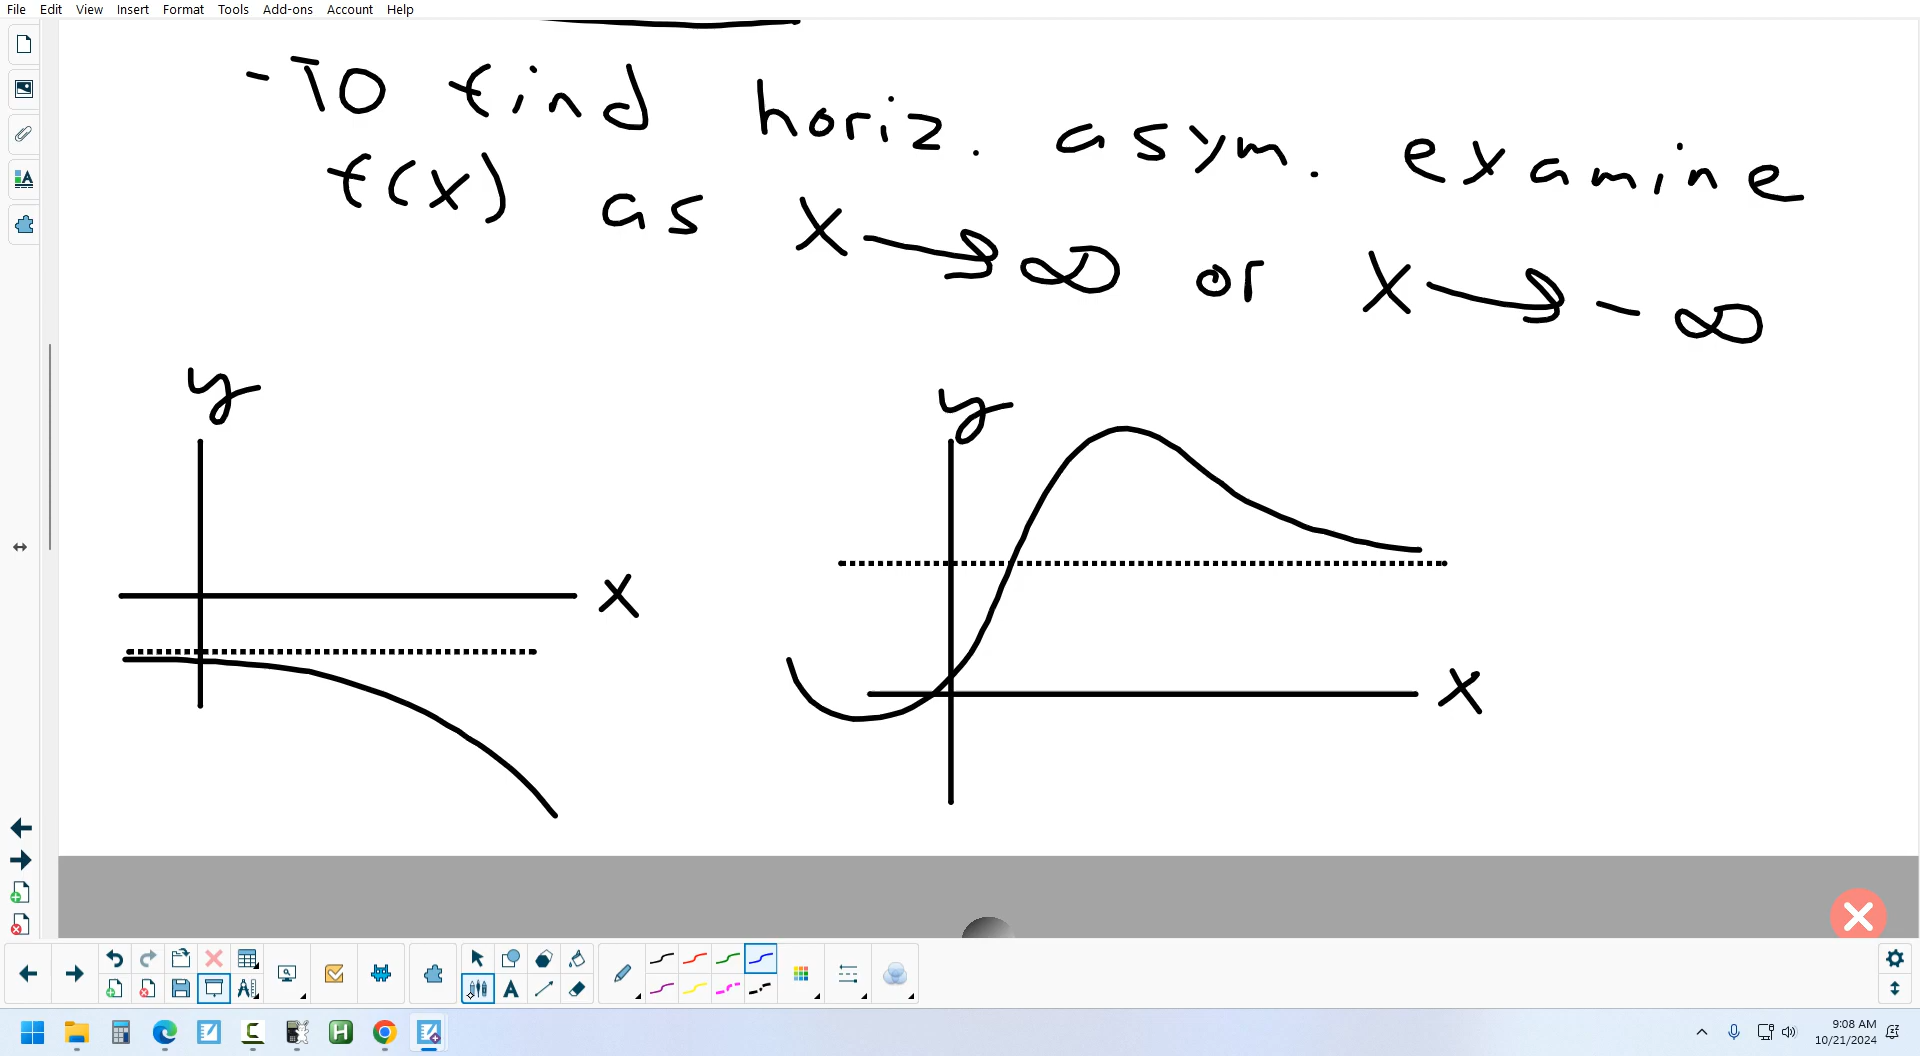 File Edit View Insert Format Tools Add-ons Account Help
- To find horiz. asym. examine
f(x) as x → ∞ or x → - ∞
y
y
x
x
9:08 AM
10/21/2024